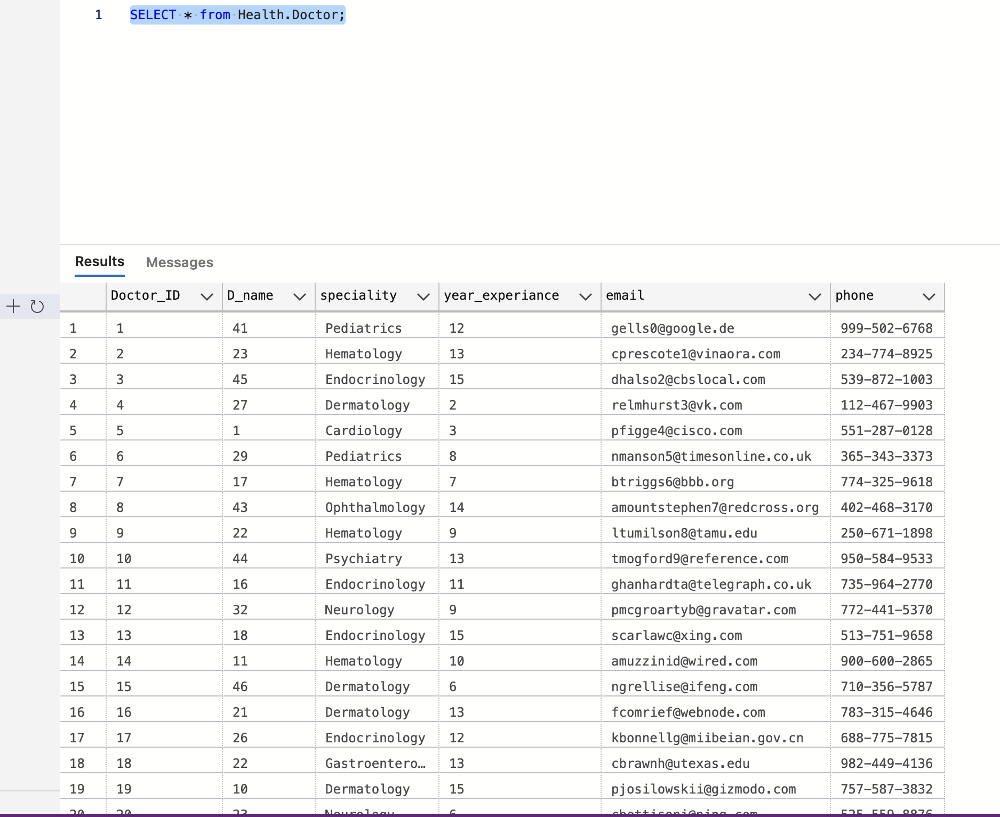 1 SELECT * from Health.Doctor;
Results Messages
Doctor_ID D_name speciality year_experiance email phone
1 1 41 Pediatrics 12 gells0@google.de 999-502-6768
2 2 23 Hematology 13 cprescote1@vinaora.com 234-774-8925
3 3 45 Endocrinology 15 dhalso2@cbslocal.com 539-872-1003
4 4 27 Dermatology 2 relmhurst3@vk.com 112-467-9903
5 5 1 Cardiology 3 pfigge4@cisco.com 551-287-0128
6 6 29 Pediatrics 8 nmanson5@timesonline.co.uk 365-343-3373
7 7 17 Hematology 7 btriggs6@bbb.org 774-325-9618
8 8 43 Ophthalmology 14 amountstephen7@redcross.org 402-468-3170
9 9 22 Hematology 9 ltumilson8@tamu.edu 250-671-1898
10 10 44 Psychiatry 13 tmogford9@reference.com 950-584-9533
11 11 16 Endocrinology 11 ghanhardta@telegraph.co.uk 735-964-2770
12 12 32 Neurology 9 pmcgroartyb@gravatar.com 772-441-5370
13 13 18 Endocrinology 15 scarlawc@xing.com 513-751-9658
14 14 11 Hematology 10 amuzzinid@wired.com 900-600-2865
15 15 46 Dermatology 6 ngrellise@ifeng.com 710-356-5787
16 16 21 Dermatology 13 fcomrief@webnode.com 783-315-4646
17 17 26 Endocrinology 12 kbonnellg@miibeian.gov.cn 688-775-7815
18 18 22 Gastroentero… 13 cbrawnh@utexas.edu 982-449-4136
19 19 10 Dermatology 15 pjosilowskii@gizmodo.com 757-587-3832
20 20 Neurology